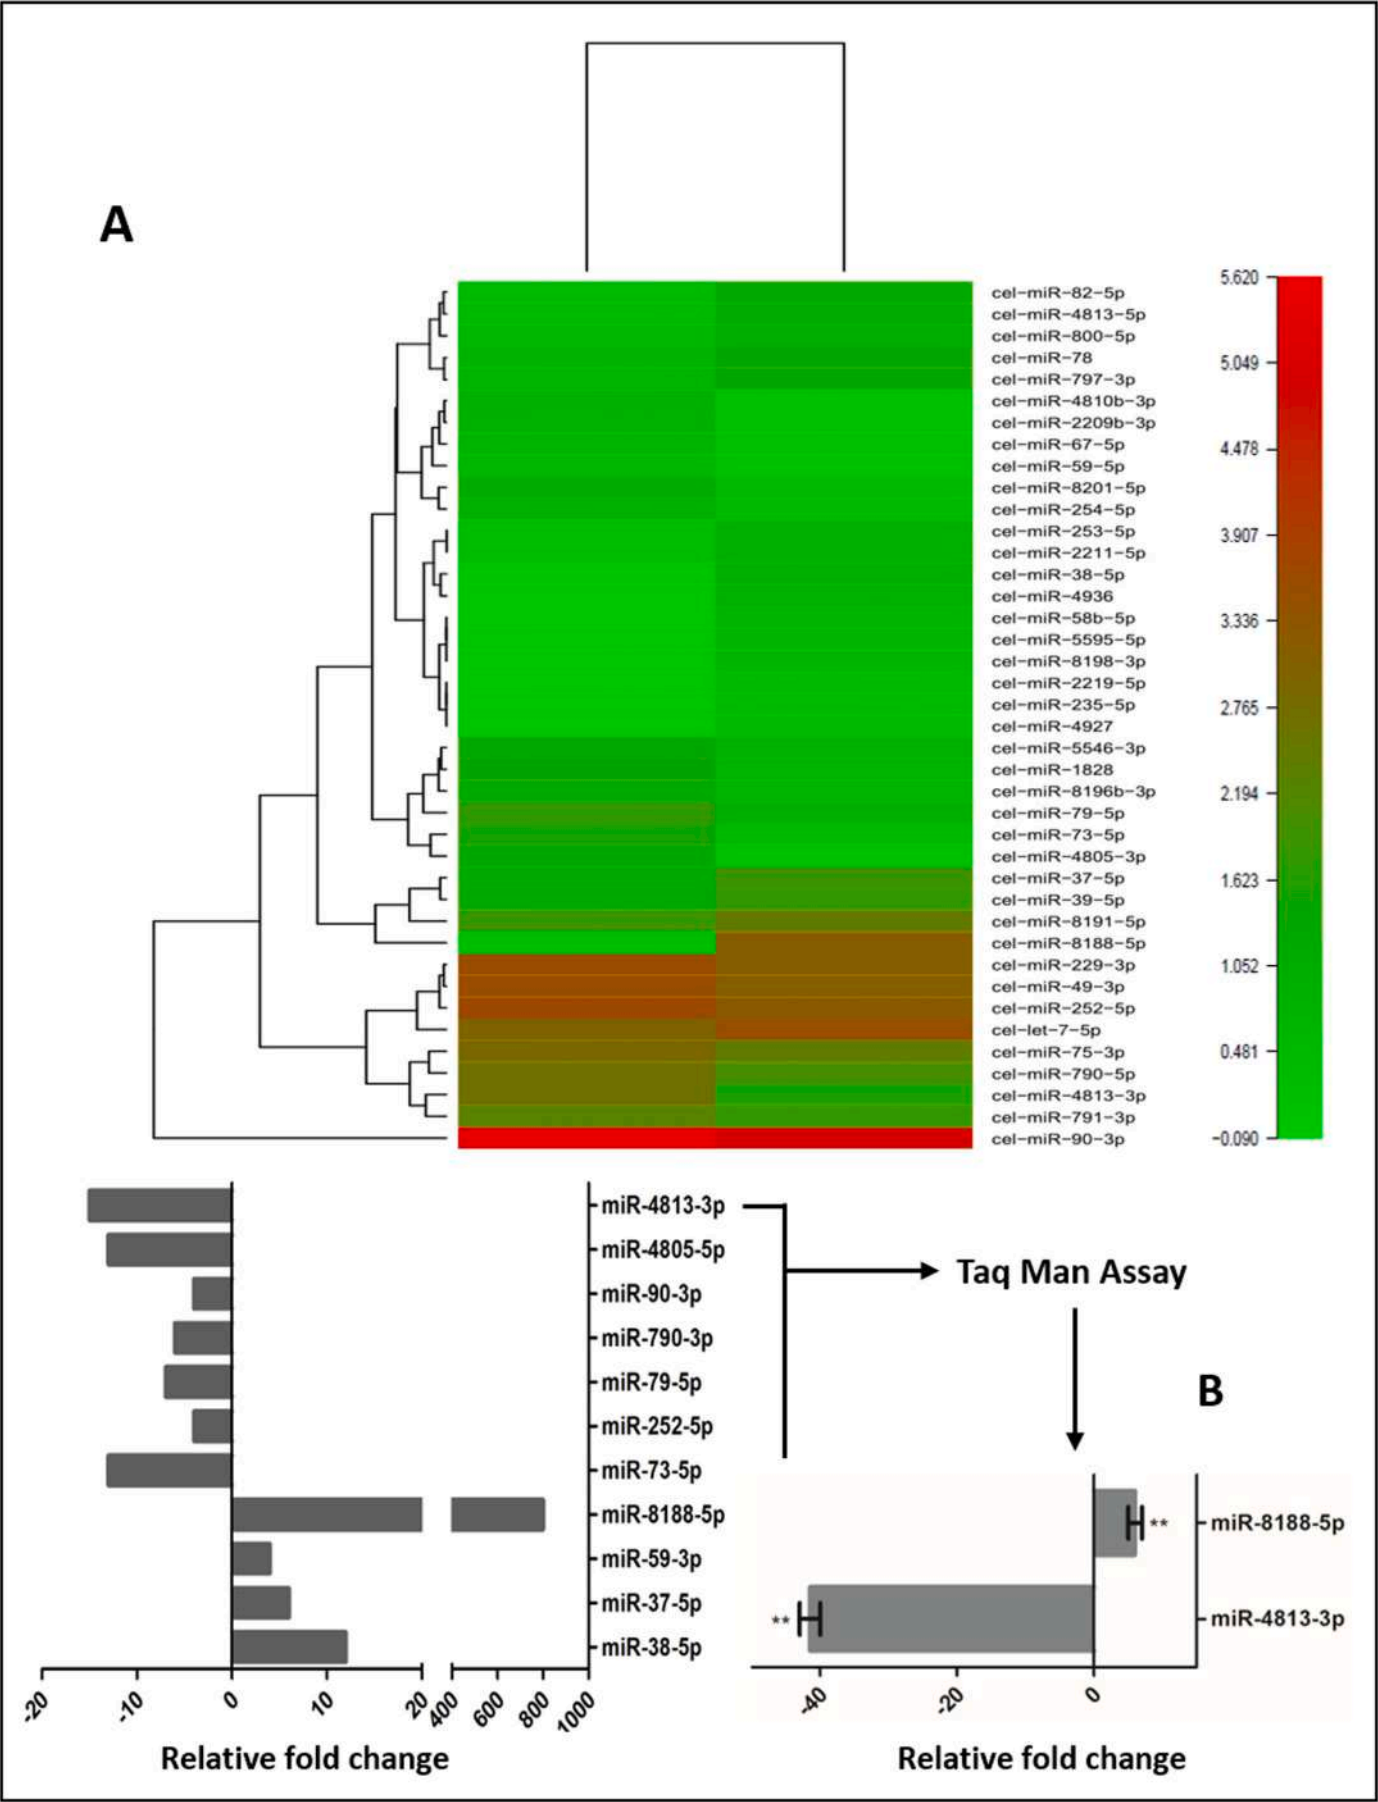 A
cel-miR-82-5p
cel-miR-4813-5p
cel-miR-800-5p
cel-miR-78
cel-miR-797-3p
cel-miR-4810b-3p
cel-miR-2209b-3p
cel-miR-67-5p
cel-miR-59-5p
cel-miR-8201-5p
cel-miR-254-5p
cel-miR-253-5p
cel-miR-2211-5p
cel-miR-38-5p
cel-miR-4936
cel-miR-58b-5p
cel-miR-5595-5p
cel-miR-8198-3p
cel-miR-2219-5p
cel-miR-235-5p
cel-miR-4927
cel-miR-5546-3p
cel-miR-1828
cel-miR-8196b-3p
cel-miR-79-5p
cel-miR-73-5p
cel-miR-4805-3p
cel-miR-37-5p
cel-miR-39-5p
cel-miR-8191-5p
cel-miR-8188-5p
cel-miR-229-3p
cel-miR-49-3p
cel-miR-252-5p
cel-let-7-5p
cel-miR-75-3p
cel-miR-790-5p
cel-miR-4813-3p
cel-miR-791-3p
cel-miR-90-3p
5.620
5.049
4.478
3.907
3.336
2.765
2.194
1.623
1.052
0.481
-0.090
miR-4813-3p
miR-4805-5p
miR-90-3p
miR-790-3p
miR-79-5p
miR-252-5p
miR-73-5p
miR-8188-5p
miR-59-3p
miR-37-5p
miR-38-5p
-20 -10 0 10 20 400 600 800 1000
Relative fold change
Taq Man Assay
B
** miR-8188-5p
** miR-4813-3p
-40 -20 0
Relative fold change